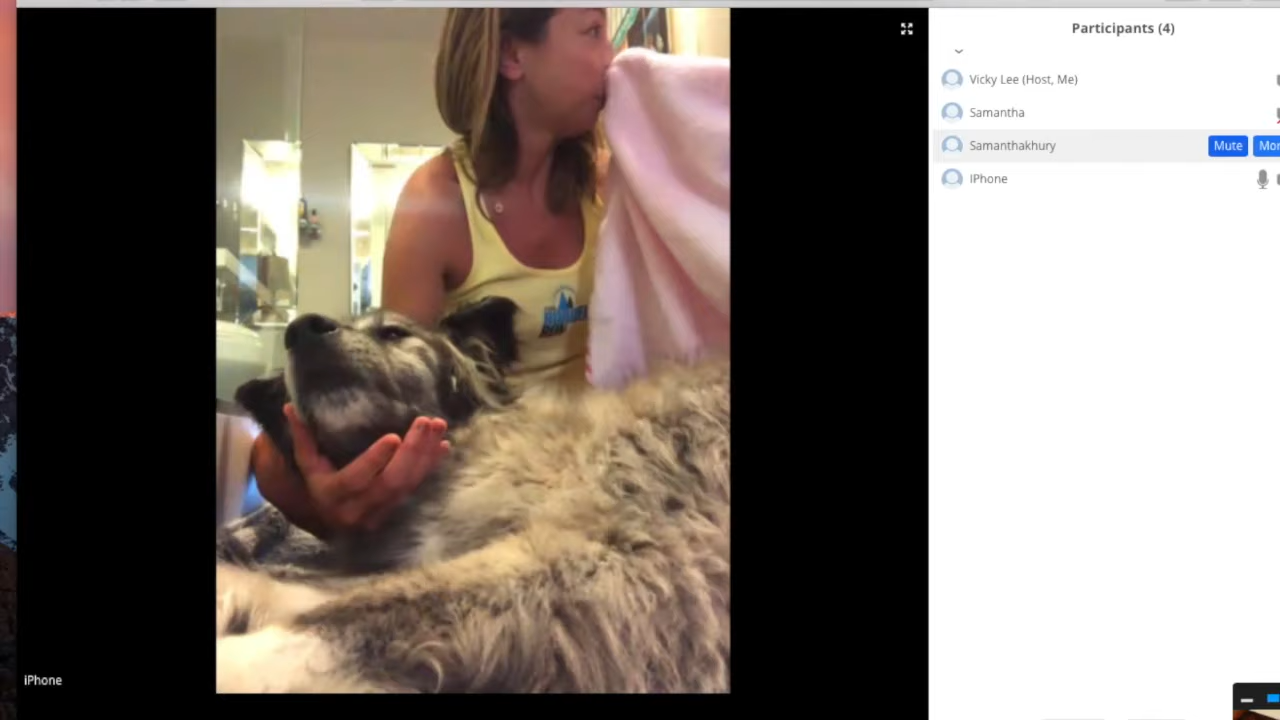 Participants (4)
Vicky Lee (Host, Me)
Samantha
Samanthakhury
Mute
IPhone
iPhone